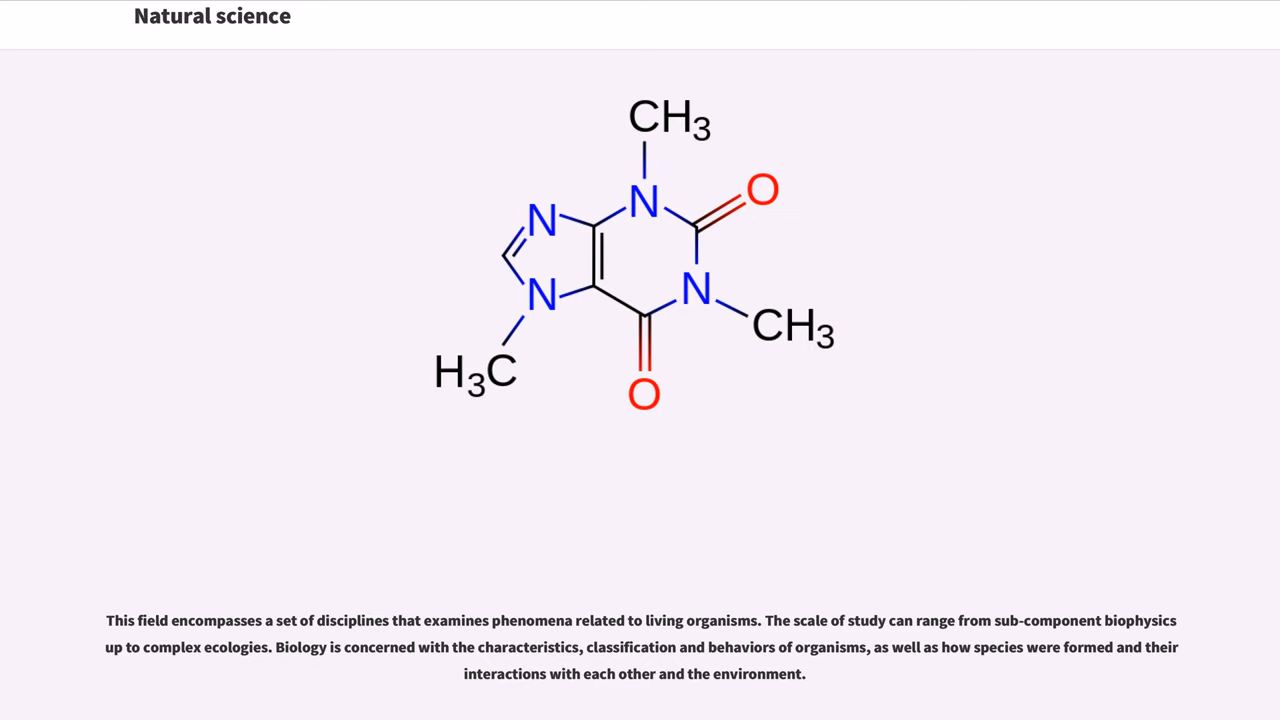 Natural science
CH3
O
N
N
N
N
CH3
H3C
O
This field encompasses a set of disciplines that examines phenomena related to living organisms. The scale of study can range from sub-component biophysics
up to complex ecologies. Biology is concerned with the characteristics, classification and behaviors of organisms, as well as how species were formed and their
interactions with each other and the environment.